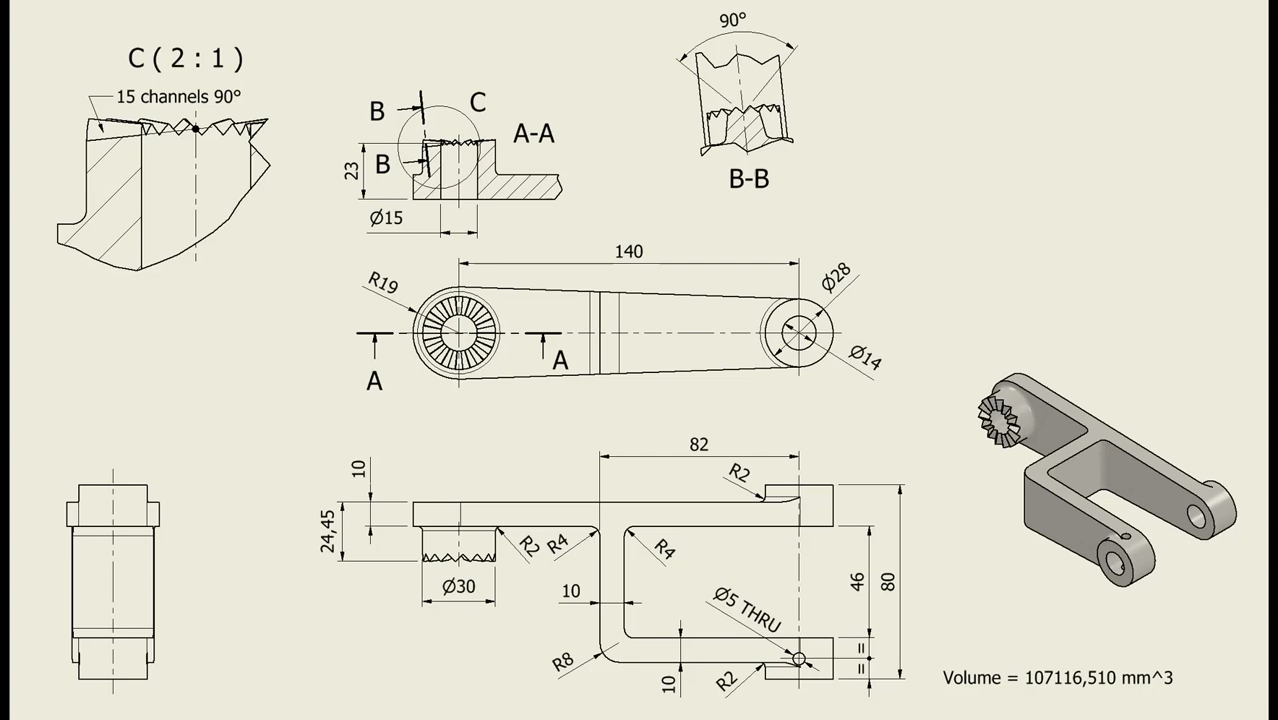 C ( 2 : 1 )
15 channels 90°
B
C
A-A
B
23
Ø15
90°
B-B
140
R19
Ø28
Ø14
A
A
82
10
R2
24,45
R2
R4
R4
Ø30
10
Ø5 THRU
46
80
R8
10
R2
=
=
Volume = 107116,510 mm^3